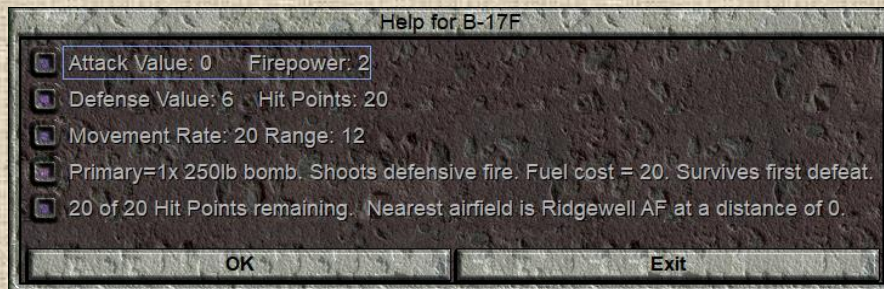 Help for B-17F
Attack Value: 0 Firepower: 2
Defense Value: 6 Hit Points: 20
Movement Rate: 20 Range: 12
Primary=1x 250lb bomb. Shoots defensive fire. Fuel cost = 20. Survives first defeat.
20 of 20 Hit Points remaining. Nearest airfield is Ridgewell AF at a distance of 0.
OK Exit